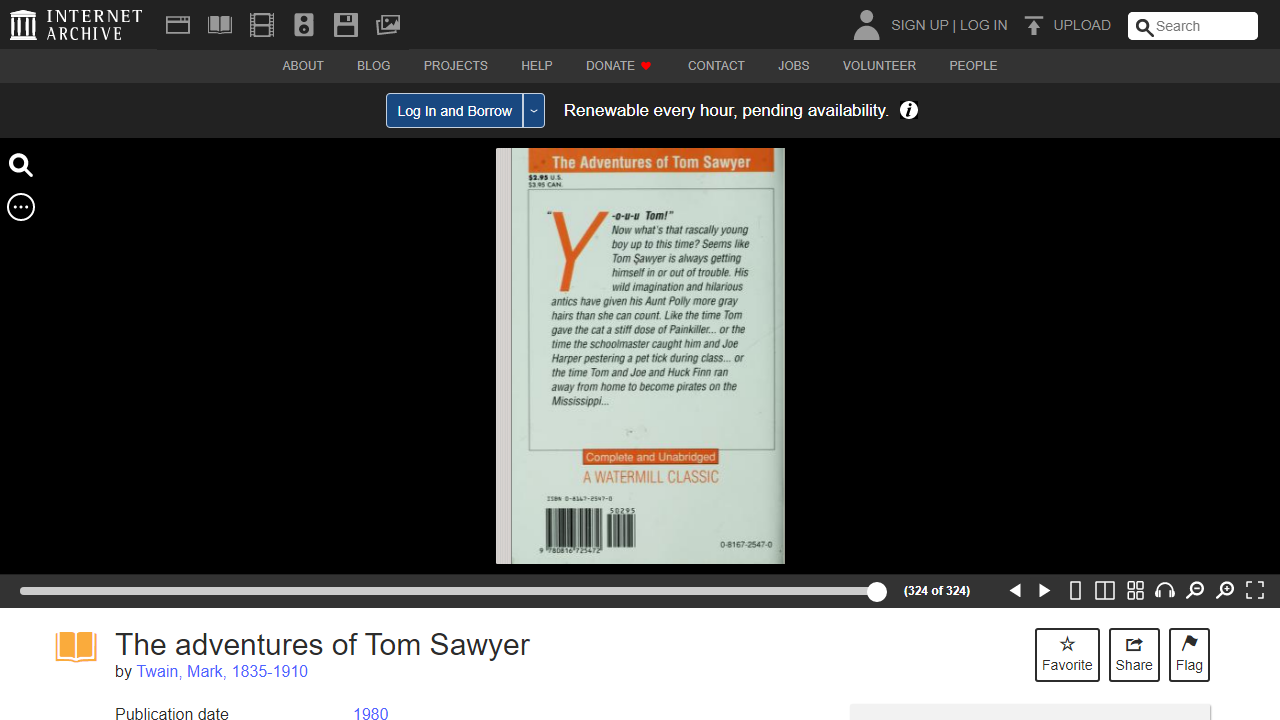 INTERNET
ARCHIVE
SIGN UP | LOG IN
UPLOAD
Search
ABOUT
BLOG
PROJECTS
HELP
DONATE
CONTACT
JOBS
VOLUNTEER
PEOPLE
Log In and Borrow
Renewable every hour, pending availability.
The Adventures of Tom Sawyer
$2.95 U.S.
$3.95 CAN.
"Y-o-u-u Tom!"
Now what's that rascally young
boy up to this time? Seems like
Tom Sawyer is always getting
himself in or out of trouble. His
wild imagination and hilarious
antics have given his Aunt Polly more gray
hairs than she can count. Like the time Tom
gave the cat a stiff dose of Painkiller... or the
time the schoolmaster caught him and Joe
Harper pestering a pet tick during class... or
the time Tom and Joe and Huck Finn ran
away from home to become pirates on the
Mississippi...
Complete and Unabridged
A WATERMILL CLASSIC
ISBN 0-8167-2547-0
50295
9 780816 725472
0-8167-2547-0
(324 of 324)
The adventures of Tom Sawyer
by Twain, Mark, 1835-1910
Favorite
Share
Flag
Publication date 1980